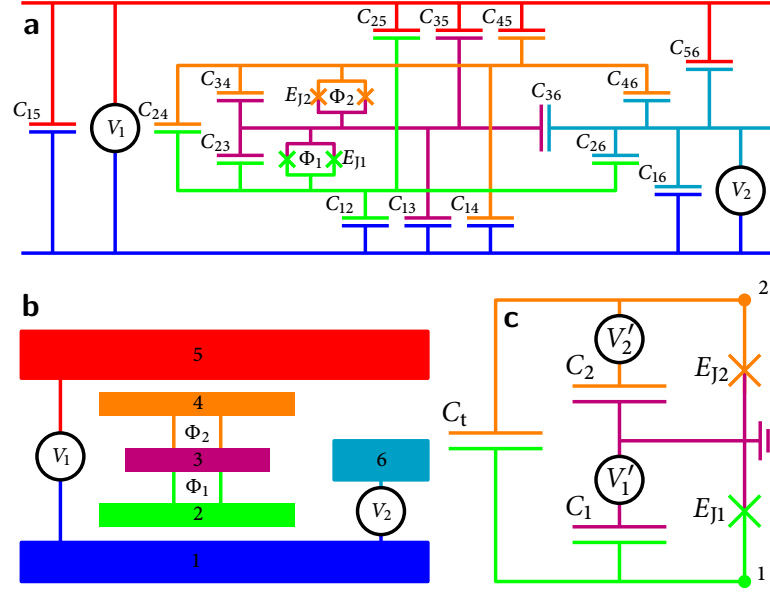 a
C25 C35 C45
C56
C34
EJ2 Φ2
C36 C46
C15 V1 C24
C23 Φ1 EJ1
C26 C16
V2
C12 C13 C14
b
5
4
Φ2
V1 3 6
Φ1
2 V2
1
c
2
V2′
C2 EJ2
Ct
V1′
C1 EJ1
1